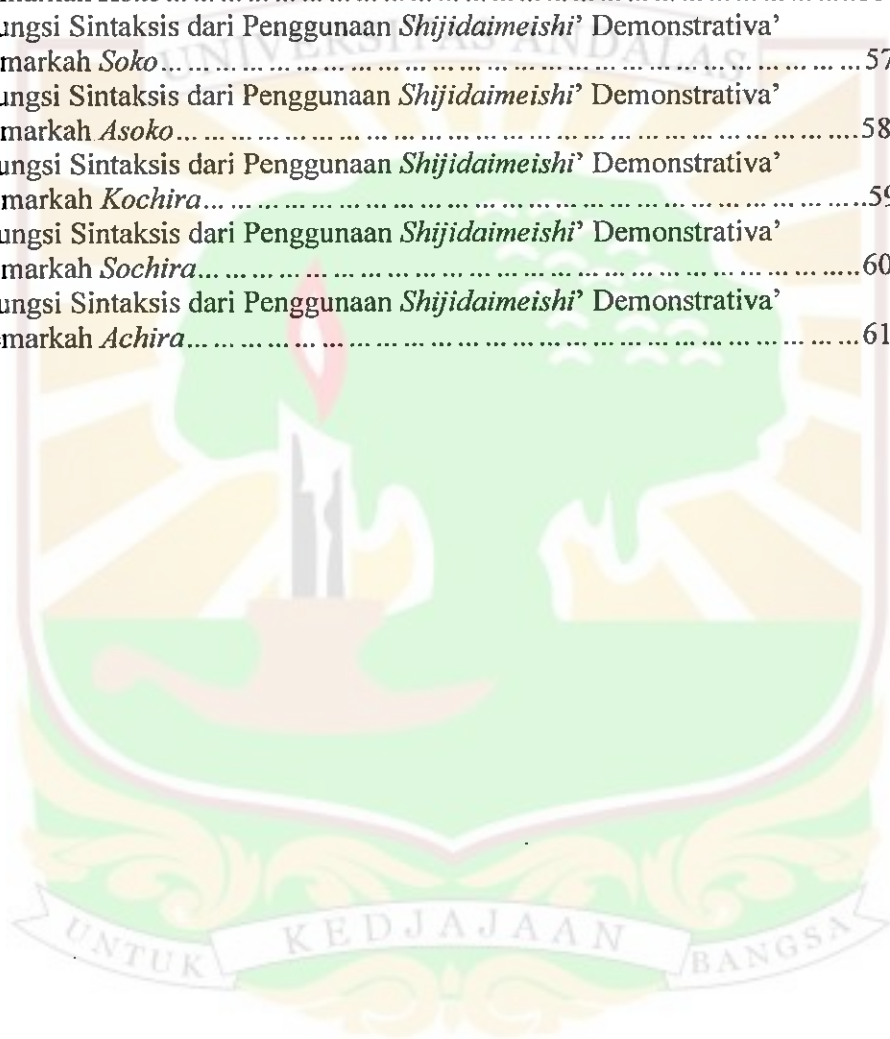 ungsi Sintaksis dari Penggunaan Shijidaimeishi’ Demonstrativa’
markah Soko... ... ... ... ... ... ... ... ... ... ... ... ... ... ... ... ... ... ... ... ... ... ... ... ... ...57
ungsi Sintaksis dari Penggunaan Shijidaimeishi’ Demonstrativa’
markah Asoko... ... ... ... ... ... ... ... ... ... ... ... ... ... ... ... ... ... ... ... ... ... ... ... ....58
ungsi Sintaksis dari Penggunaan Shijidaimeishi’ Demonstrativa’
markah Kochira... ... ... ... ... ... ... ... ... ... ... ... ... ... ... ... ... ... ... ... ... ... ... ... ..59
ungsi Sintaksis dari Penggunaan Shijidaimeishi’ Demonstrativa’
markah Sochira... ... ... ... ... ... ... ... ... ... ... ... ... ... ... ... ... ... ... ... ... ... ... .....60
ungsi Sintaksis dari Penggunaan Shijidaimeishi’ Demonstrativa’
markah Achira... ... ... ... ... ... ... ... ... ... ... ... ... ... ... ... ... ... ... ... ... ... ... ... ...61
UNIVERSITAS ANDALAS
UNTUK KEDJAJAAN BANGSA